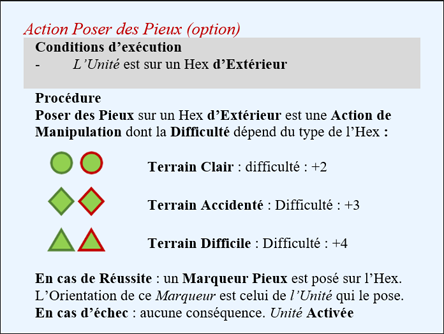 Action Poser des Pieux (option)
Conditions d’exécution
- L’Unité est sur un Hex d’Extérieur
Procédure
Poser des Pieux sur un Hex d’Extérieur est une Action de
Manipulation dont la Difficulté dépend du type de l’Hex :
Terrain Clair : difficulté : +2
Terrain Accidenté : Difficulté : +3
Terrain Difficile : Difficulté : +4
En cas de Réussite : un Marqueur Pieux est posé sur l’Hex.
L’Orientation de ce Marqueur est celui de l’Unité qui le pose.
En cas d’échec : aucune conséquence. Unité Activée